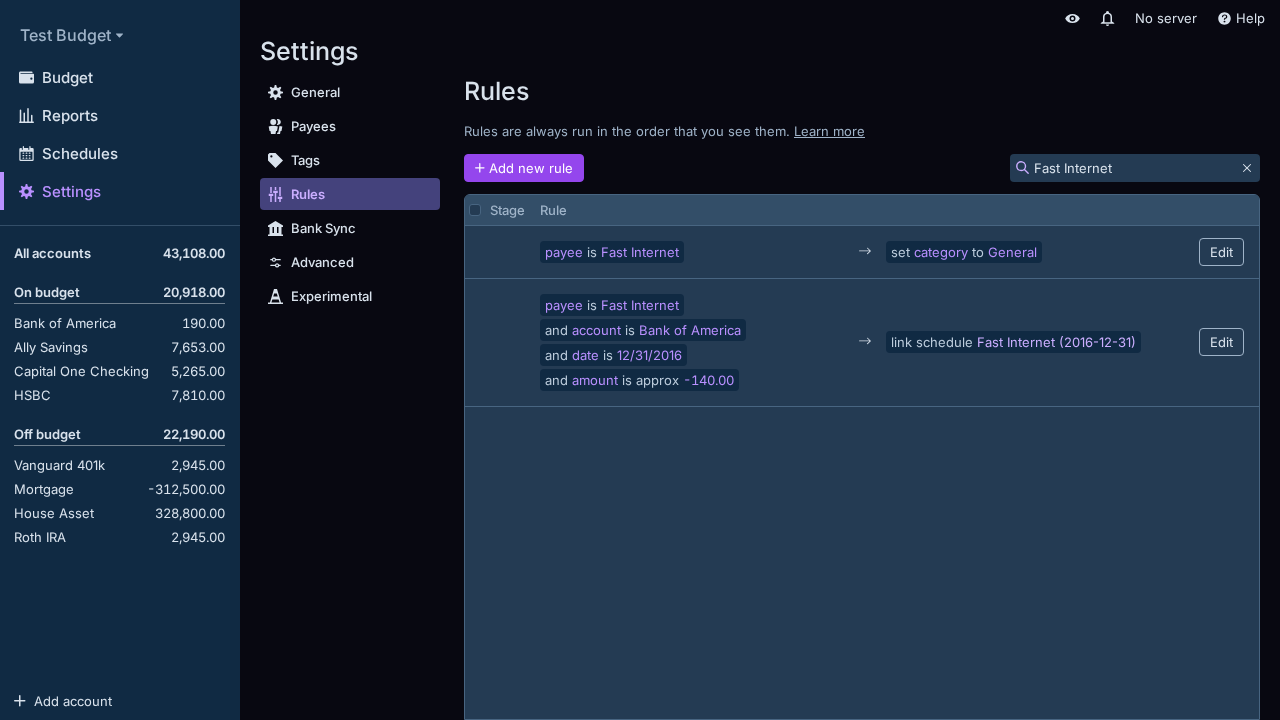 Test Budget
Budget
Reports
Schedules
Settings
All accounts 43,108.00
On budget 20,918.00
Bank of America 190.00
Ally Savings 7,653.00
Capital One Checking 5,265.00
HSBC 7,810.00
Off budget 22,190.00
Vanguard 401k 2,945.00
Mortgage -312,500.00
House Asset 328,800.00
Roth IRA 2,945.00
Add account
No server Help
Settings
General
Payees
Tags
Rules
Bank Sync
Advanced
Experimental
Rules
Rules are always run in the order that you see them. Learn more
Add new rule
Fast Internet
Stage Rule
payee is Fast Internet → set category to General Edit
payee is Fast Internet
and account is Bank of America
and date is 12/31/2016
and amount is approx -140.00
→ link schedule Fast Internet (2016-12-31) Edit